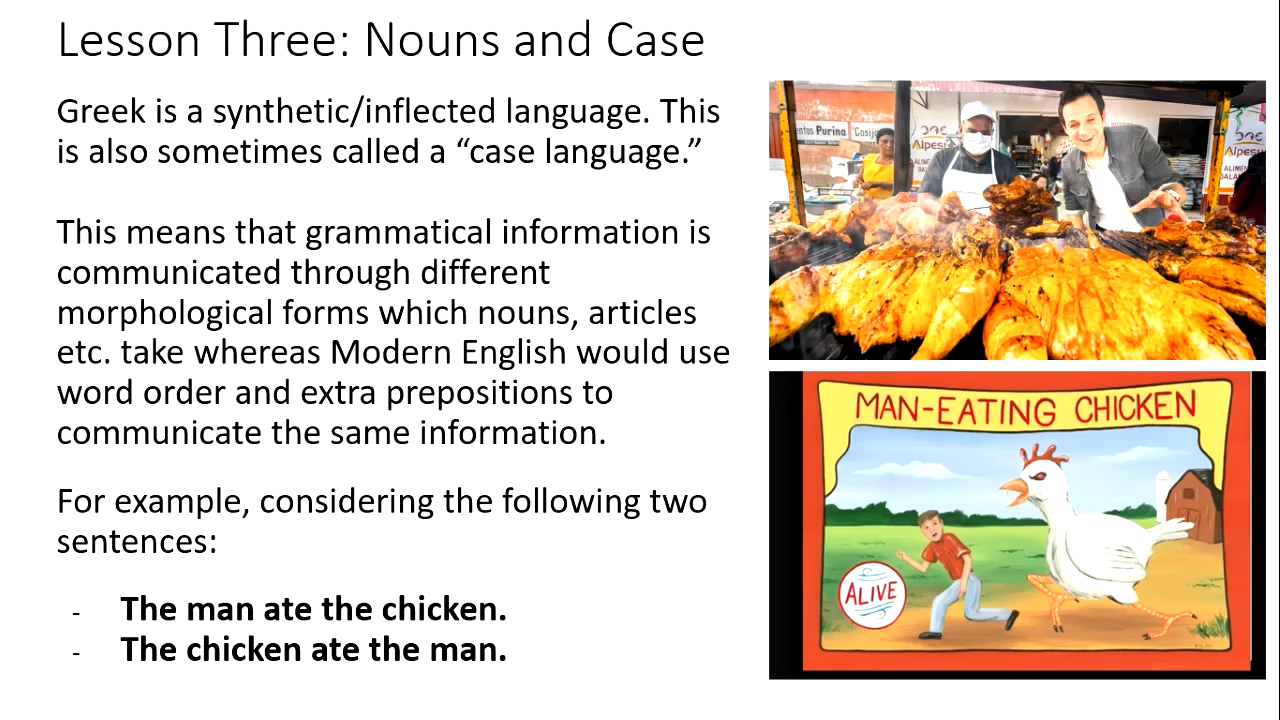 Lesson Three: Nouns and Case
Greek is a synthetic/inflected language. This
is also sometimes called a “case language.”
This means that grammatical information is
communicated through different
morphological forms which nouns, articles
etc. take whereas Modern English would use
word order and extra prepositions to
communicate the same information.
For example, considering the following two
sentences:
- The man ate the chicken.
- The chicken ate the man.
Purina
Alpesur
MAN-EATING CHICKEN
ALIVE